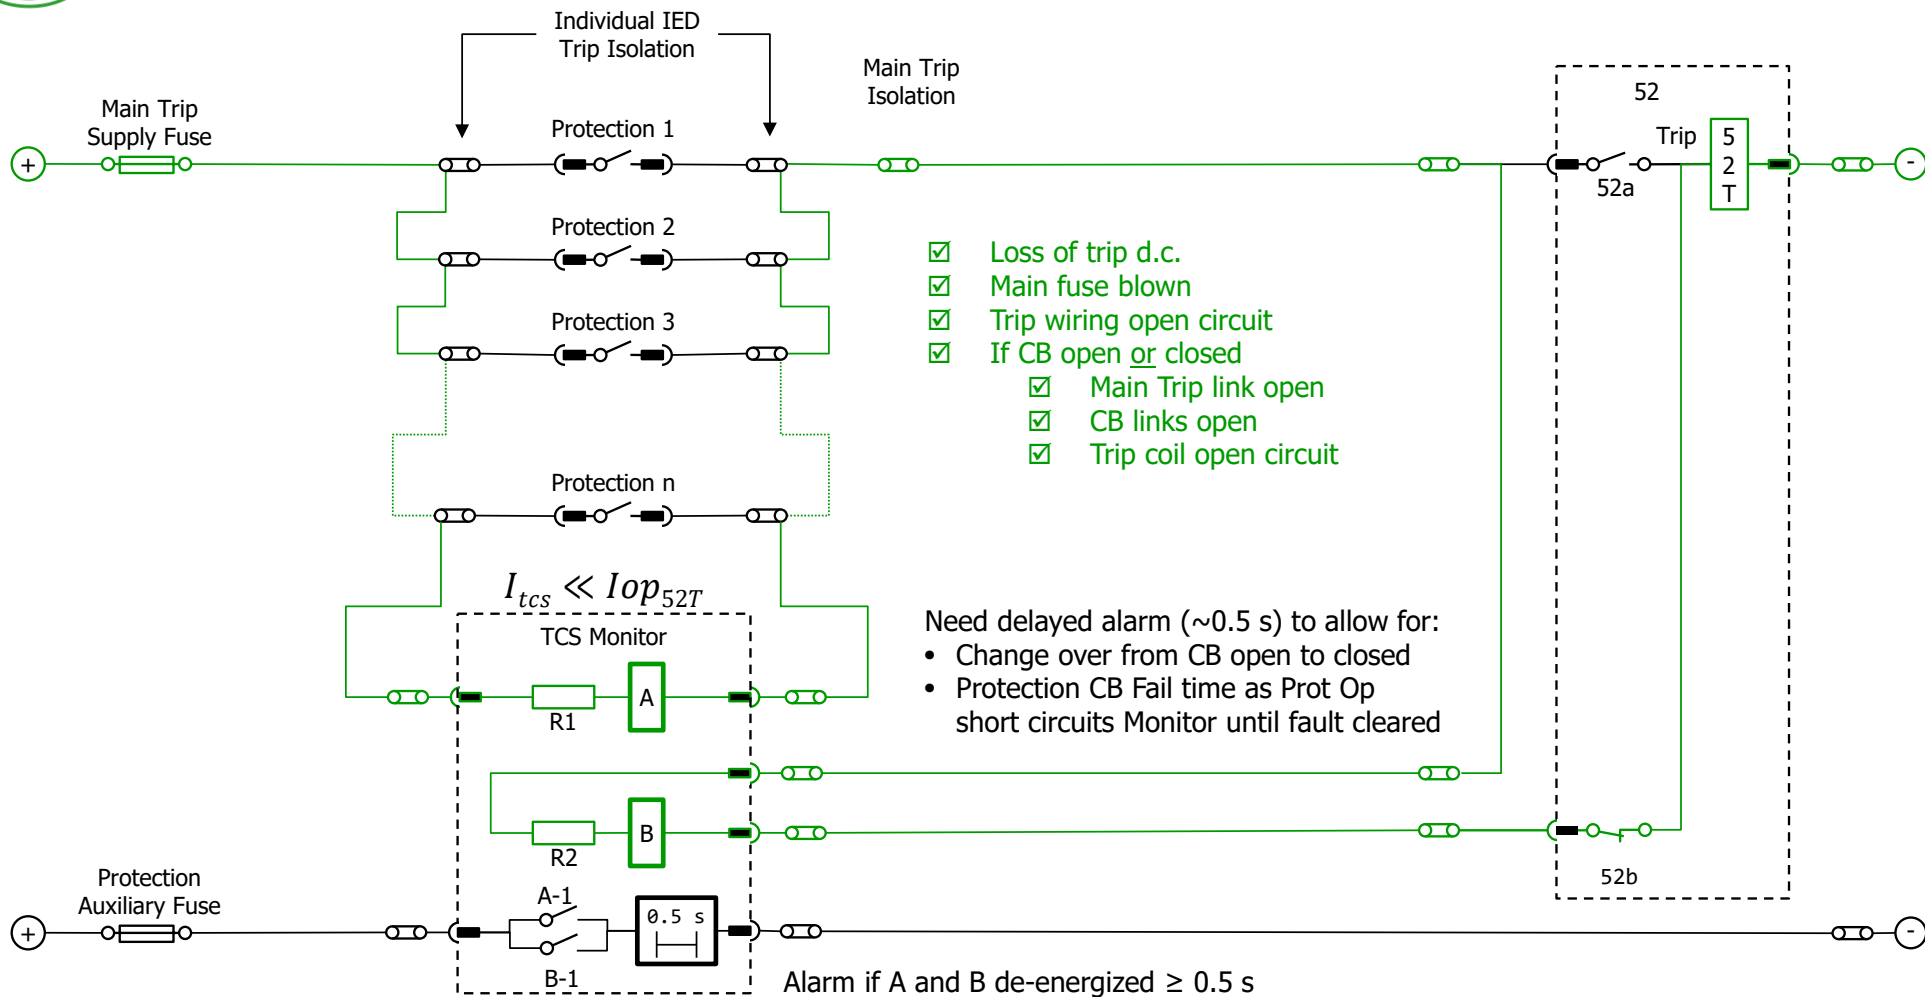 Individual IED
Trip Isolation
Main Trip
Isolation
Main Trip
Supply Fuse
Protection 1
+
52
Trip
5
2
T
52a
-
Protection 2
Protection 3
Protection n
☑ Loss of trip d.c.
☑ Main fuse blown
☑ Trip wiring open circuit
☑ If CB open or closed
☑ Main Trip link open
☑ CB links open
☑ Trip coil open circuit
I_tcs ≪ Iop_52T
TCS Monitor
A
R1
B
R2
Need delayed alarm (~0.5 s) to allow for:
• Change over from CB open to closed
• Protection CB Fail time as Prot Op
short circuits Monitor until fault cleared
52b
Protection
Auxiliary Fuse
+
A-1
B-1
0.5 s
-
Alarm if A and B de-energized ≥ 0.5 s